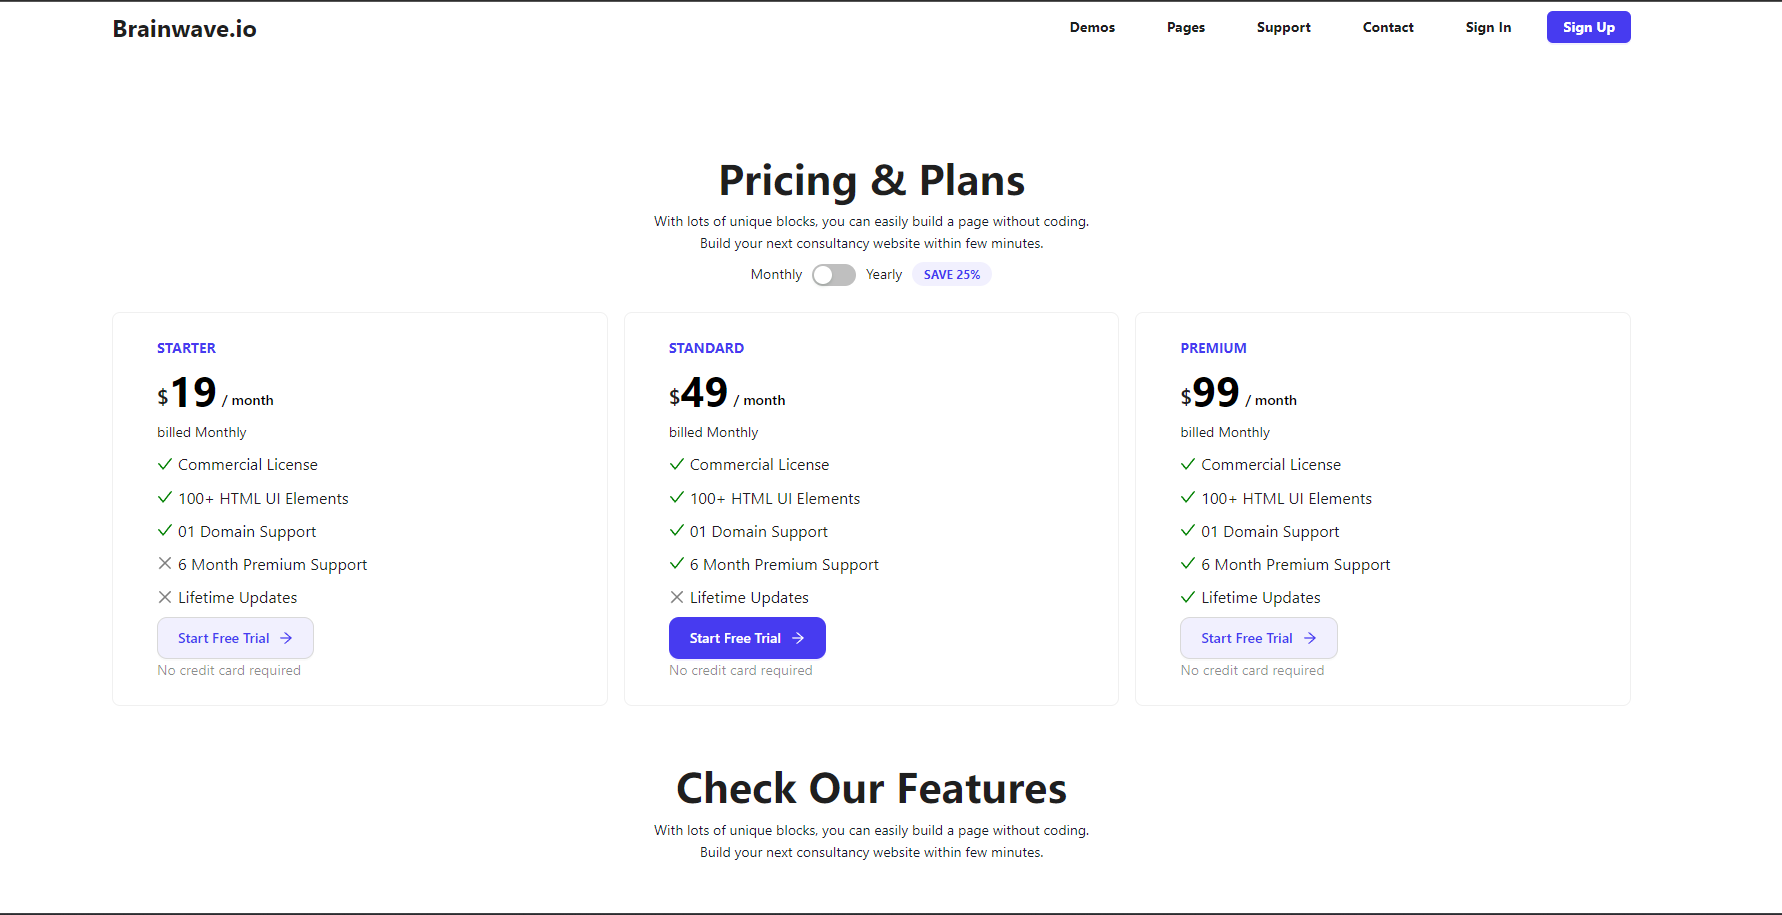 Brainwave.io
Demos Pages Support Contact Sign In Sign Up
Pricing & Plans
With lots of unique blocks, you can easily build a page without coding.
Build your next consultancy website within few minutes.
Monthly Yearly SAVE 25%
STARTER
$19 / month
billed Monthly
Commercial License
100+ HTML UI Elements
01 Domain Support
6 Month Premium Support
Lifetime Updates
Start Free Trial
No credit card required
STANDARD
$49 / month
billed Monthly
Commercial License
100+ HTML UI Elements
01 Domain Support
6 Month Premium Support
Lifetime Updates
Start Free Trial
No credit card required
PREMIUM
$99 / month
billed Monthly
Commercial License
100+ HTML UI Elements
01 Domain Support
6 Month Premium Support
Lifetime Updates
Start Free Trial
No credit card required
Check Our Features
With lots of unique blocks, you can easily build a page without coding.
Build your next consultancy website within few minutes.